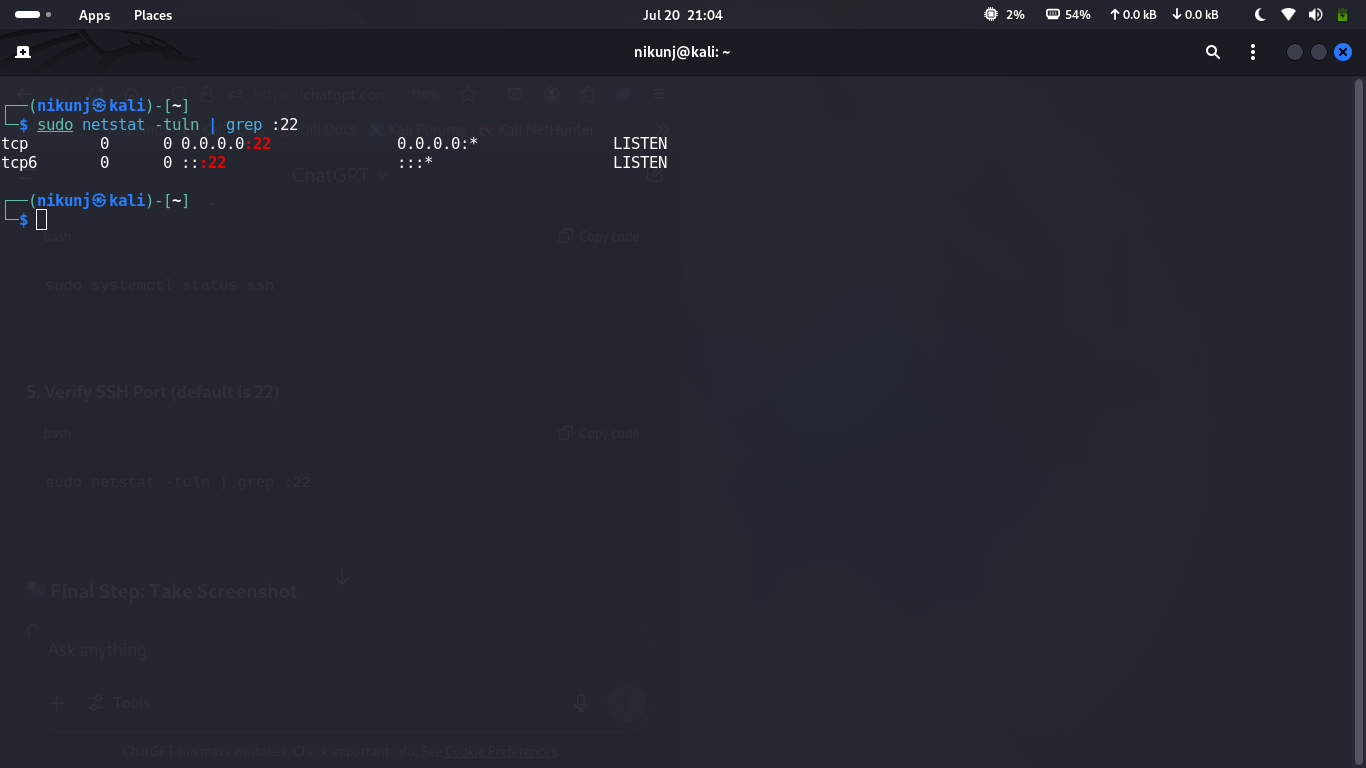 Apps Places Jul 20 21:04 2% 54% 0.0 kB 0.0 kB
nikunj@kali: ~
https://chatgpt.com 110%
┌──(nikunj㉿kali)-[~]
└─$ sudo netstat -tuln | grep :22
Kali Docs Kali Forums Kali NetHunter
tcp 0 0 0.0.0.0:22 0.0.0.0:* LISTEN
tcp6 0 0 :::22 :::* LISTEN
ChatGPT
┌──(nikunj㉿kali)-[~]
└─$
bash Copy code
sudo systemctl status ssh
5. Verify SSH Port (default is 22)
bash Copy code
sudo netstat -tuln | grep :22
Final Step: Take Screenshot
Ask anything
Tools
ChatGPT can make mistakes. Check important info. See Cookie Preferences.